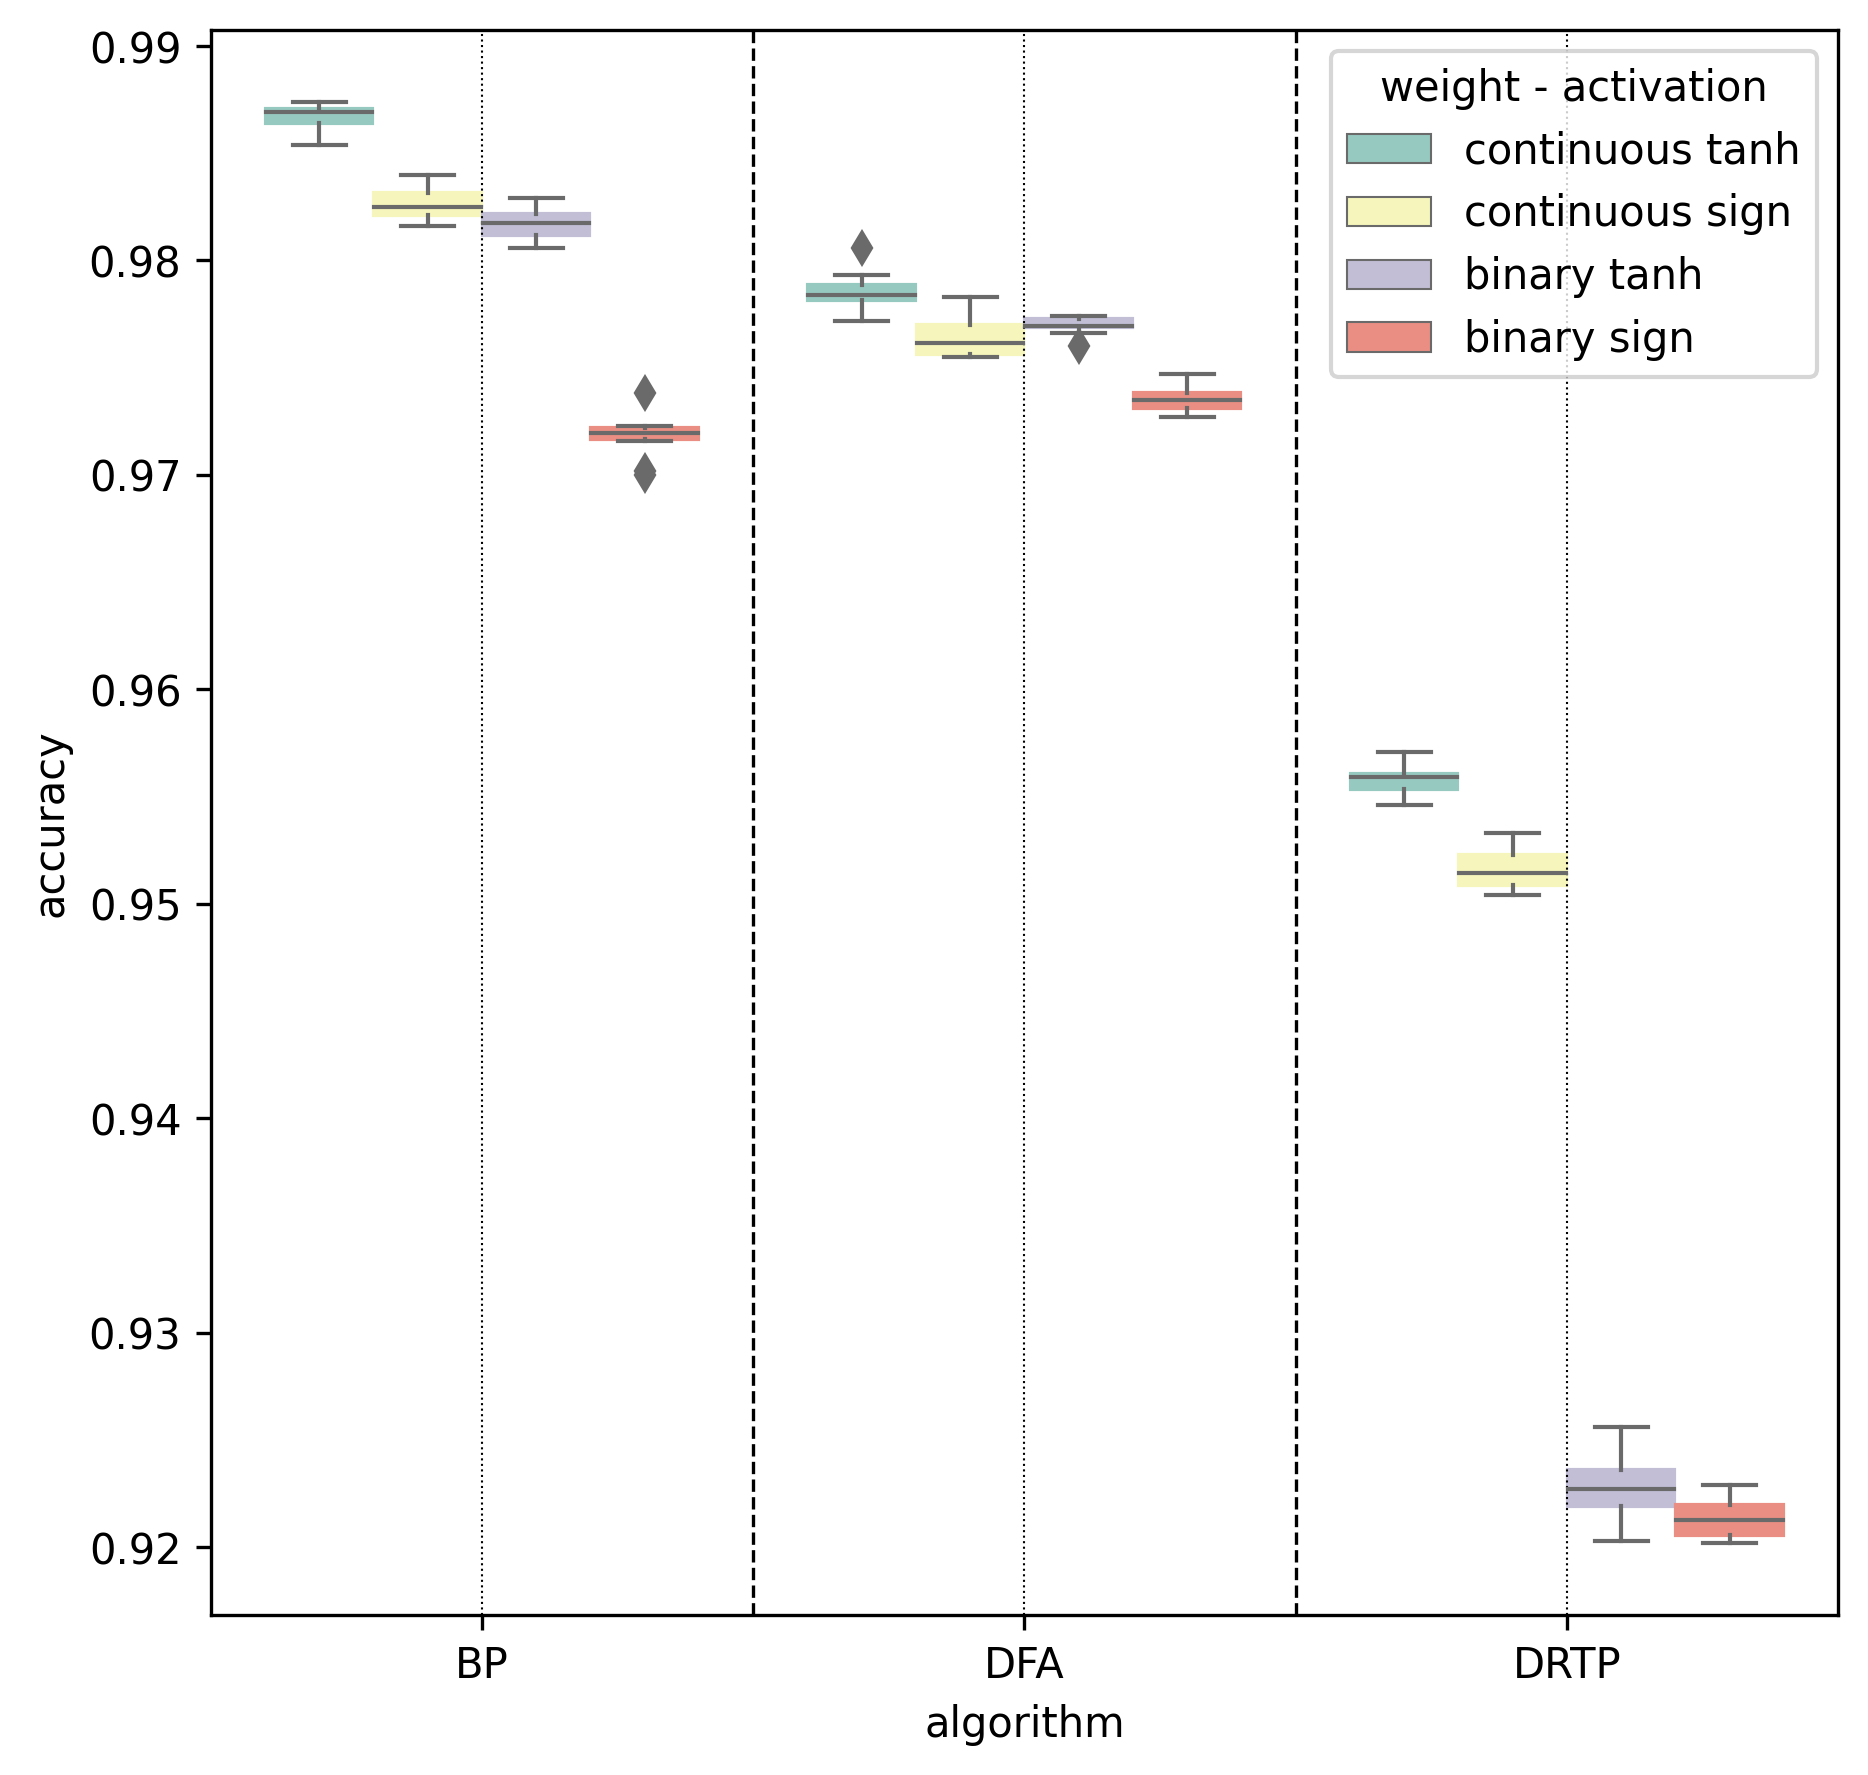 0.99
0.98
0.97
0.96
0.95
0.94
0.93
0.92
accuracy
weight - activation
continuous tanh
continuous sign
binary tanh
binary sign
BP
DFA
DRTP
algorithm